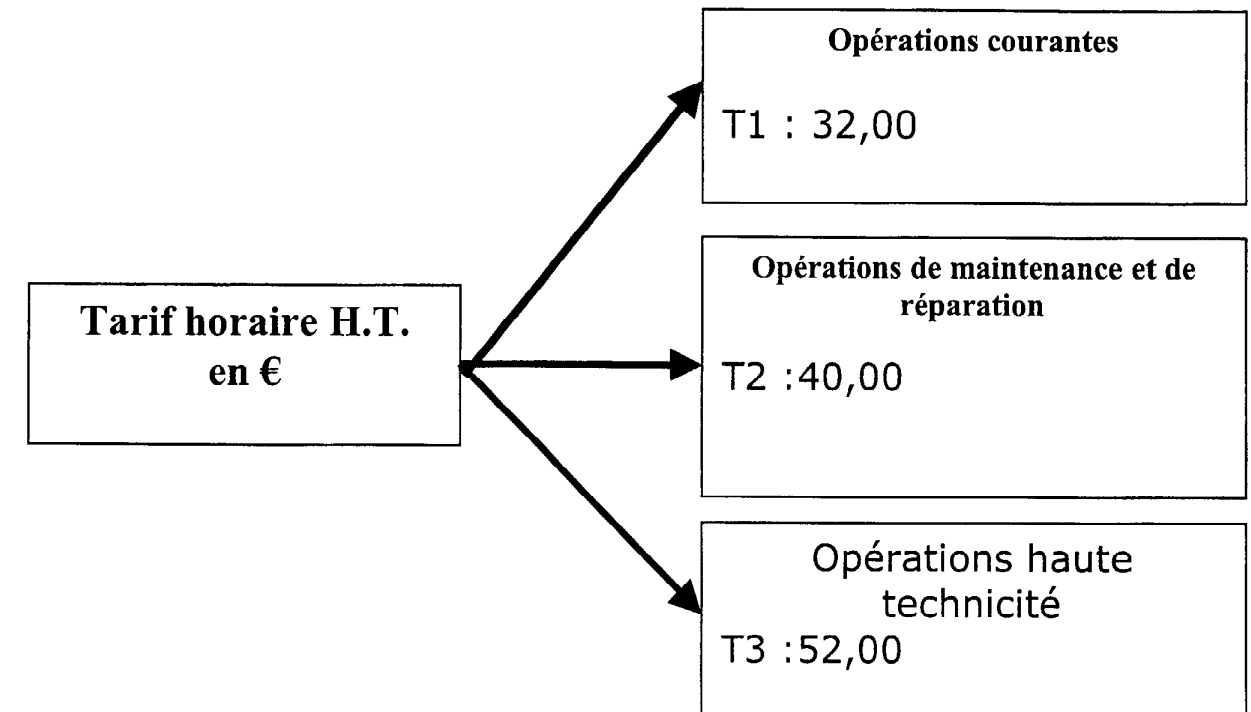 Tarif horaire H.T.
en €
Opérations courantes
T1 : 32,00
Opérations de maintenance et de
réparation
T2 :40,00
Opérations haute
technicité
T3 :52,00